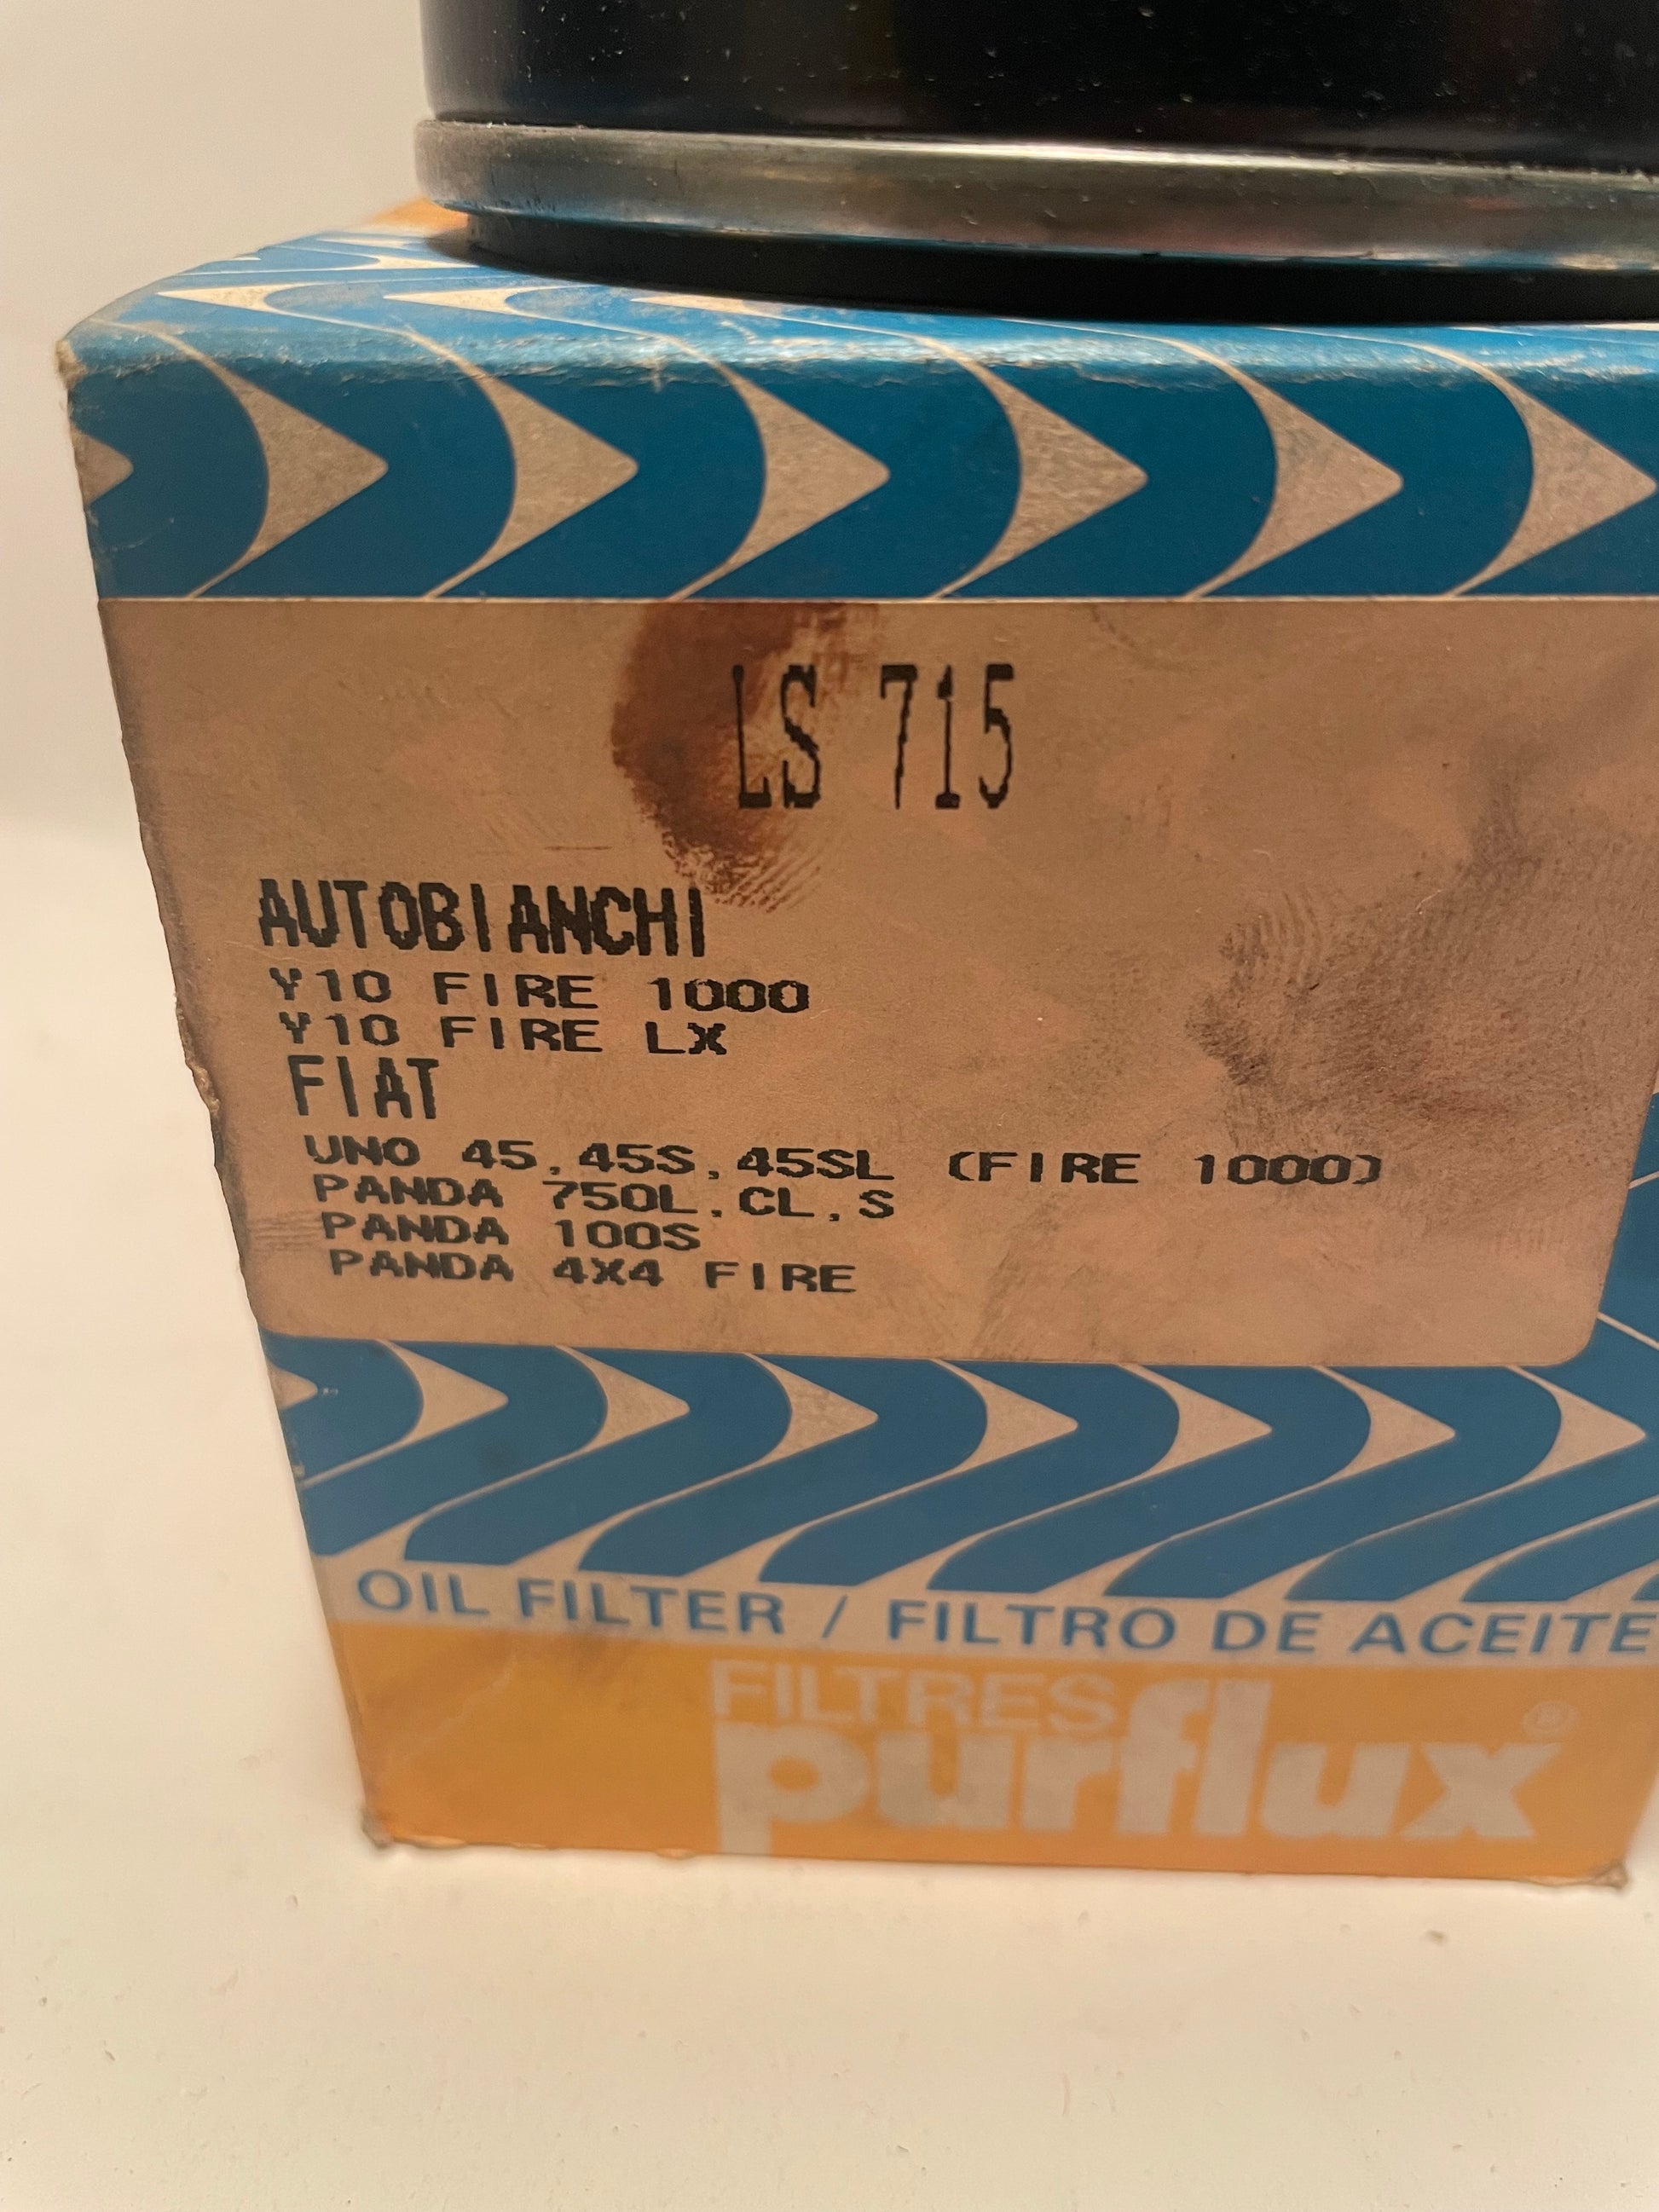 LS 715
AUTOBIANCHI
Y10 FIRE 1000
Y10 FIRE LX
FIAT
UNO 45,45S,45SL (FIRE 1000)
PANDA 750L,CL,S
PANDA 100S
PANDA 4X4 FIRE
OIL FILTER / FILTRO DE ACEITE
FILTRES
purflux®